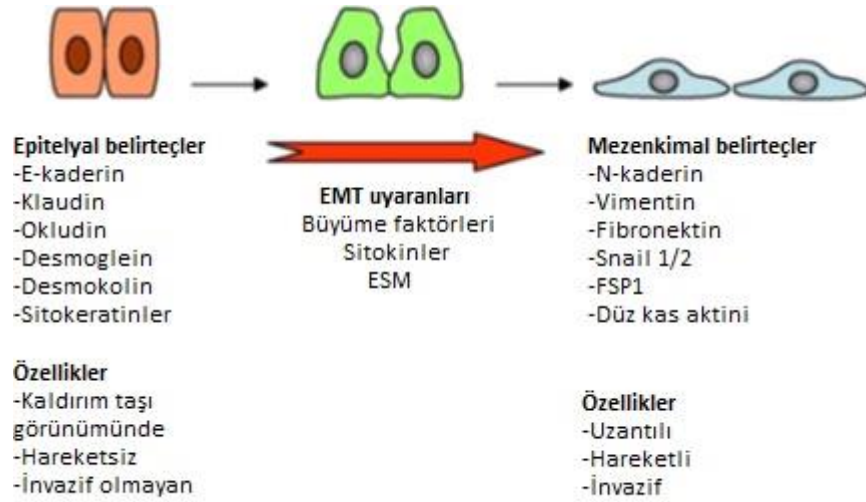 Epitelyal belirteçler
-E-kaderin
-Klaudin
-Okludin
-Desmoglein
-Desmokolin
-Sitokeratinler
Özellikler
-Kaldırım taşı
görünümünde
-Hareketsiz
-İnvazif olmayan
EMT uyaranları
Büyüme faktörleri
Sitokinler
ESM
Mezenkimal belirteçler
-N-kaderin
-Vimentin
-Fibronektin
-Snail 1/2
-FSP1
-Düz kas aktini
Özellikler
-Uzantılı
-Hareketli
-İnvazif